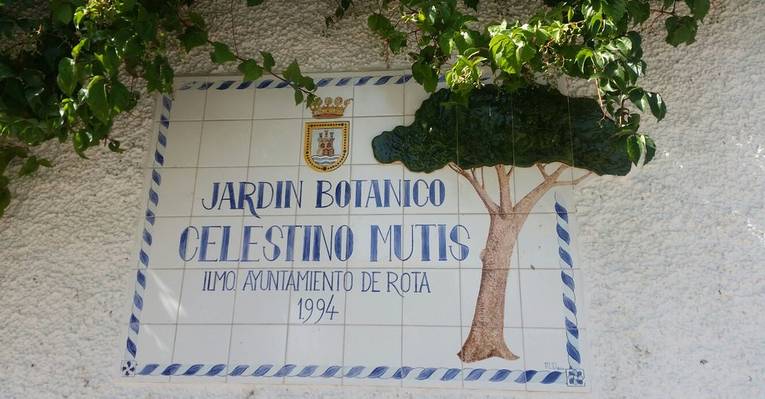 JARDIN BOTANICO
CELESTINO MUTIS
ILMO. AYUNTAMIENTO DE ROTA
1994